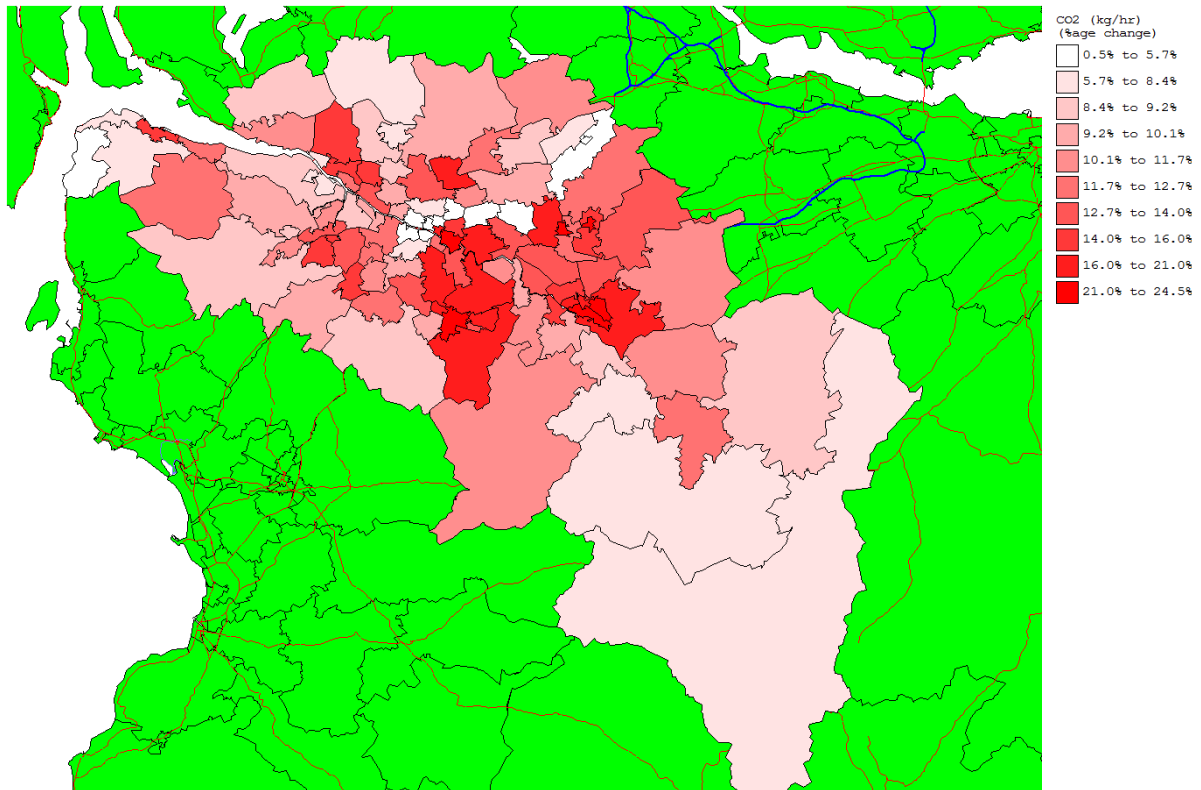 CO2 (kg/hr)
(%age change)
0.5% to 5.7%
5.7% to 8.4%
8.4% to 9.2%
9.2% to 10.1%
10.1% to 11.7%
11.7% to 12.7%
12.7% to 14.0%
14.0% to 16.0%
16.0% to 21.0%
21.0% to 24.5%